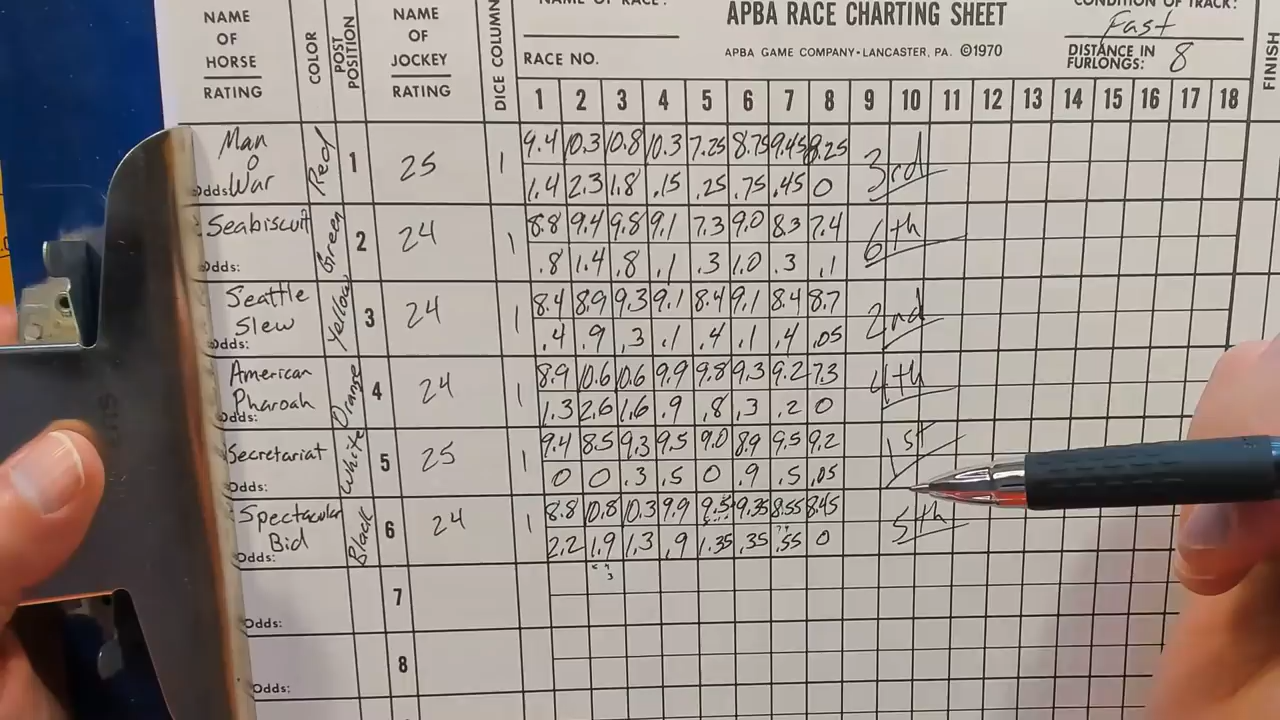 NAME OF RACE:
APBA RACE CHARTING SHEET
CONDITION OF TRACK:
Fast
APBA GAME COMPANY-LANCASTER, PA. ©1970
DISTANCE IN FURLONGS: 8
RACE NO.
NAME OF HORSE
RATING
COLOR
POST POSITION
NAME OF JOCKEY
RATING
DICE COLUMN
1 2 3 4 5 6 7 8 9 10 11 12 13 14 15 16 17 18
FINISH
Man O War Red 1 25 1 9.4 10.3 10.8 10.3 7.25 8.75 9.45 8.25 3rd
Odds: 1.4 2.3 1.8 .15 .25 .75 .45 0
Seabiscuit Green 2 24 1 8.8 9.4 9.8 9.1 7.3 9.0 8.3 7.4 6th
Odds: .8 1.4 .8 .1 .3 1.0 .3 .1
Seattle Slew Yellow 3 24 1 8.4 8.9 9.3 9.1 8.4 9.1 8.4 8.7 2nd
Odds: .4 .9 .3 .1 .4 .1 .4 .05
American Pharoah Orange 4 24 1 8.9 10.6 10.6 9.9 9.8 9.3 9.2 7.3 4th
Odds: 1.3 2.6 1.6 .9 .8 .3 .2 0
Secretariat White 5 25 1 9.4 8.5 9.3 9.5 9.0 8.9 9.5 9.2 1st
Odds: 0 0 .3 .5 0 .9 .5 .05
Spectacular Bid Black 6 24 1 8.8 10.8 10.3 9.9 9.5 9.35 8.55 8.45 5th
Odds: 2.2 1.9 1.3 .9 1.35 .35 .55 0
7
Odds:
8
Odds: